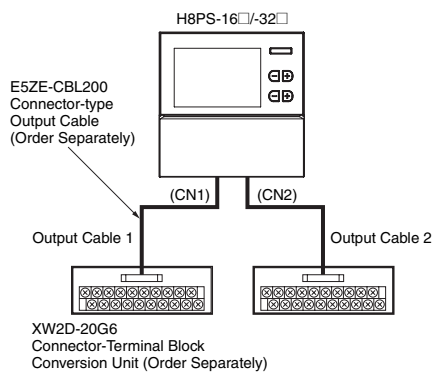 H8PS-16□/-32□
E5ZE-CBL200
Connector-type
Output Cable
(Order Separately)
(CN1)
(CN2)
Output Cable 1
Output Cable 2
XW2D-20G6
Connector-Terminal Block
Conversion Unit (Order Separately)